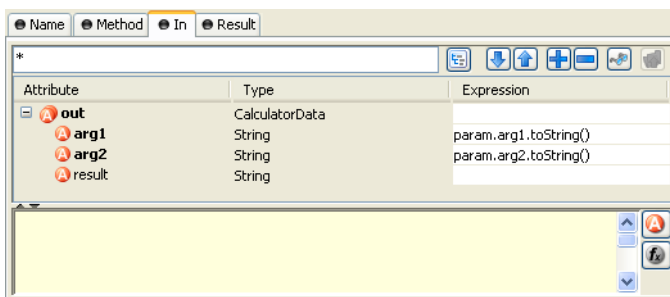 Name Method In Result
*
Attribute Type Expression
out CalculatorData
arg1 String param.arg1.toString()
arg2 String param.arg2.toString()
result String